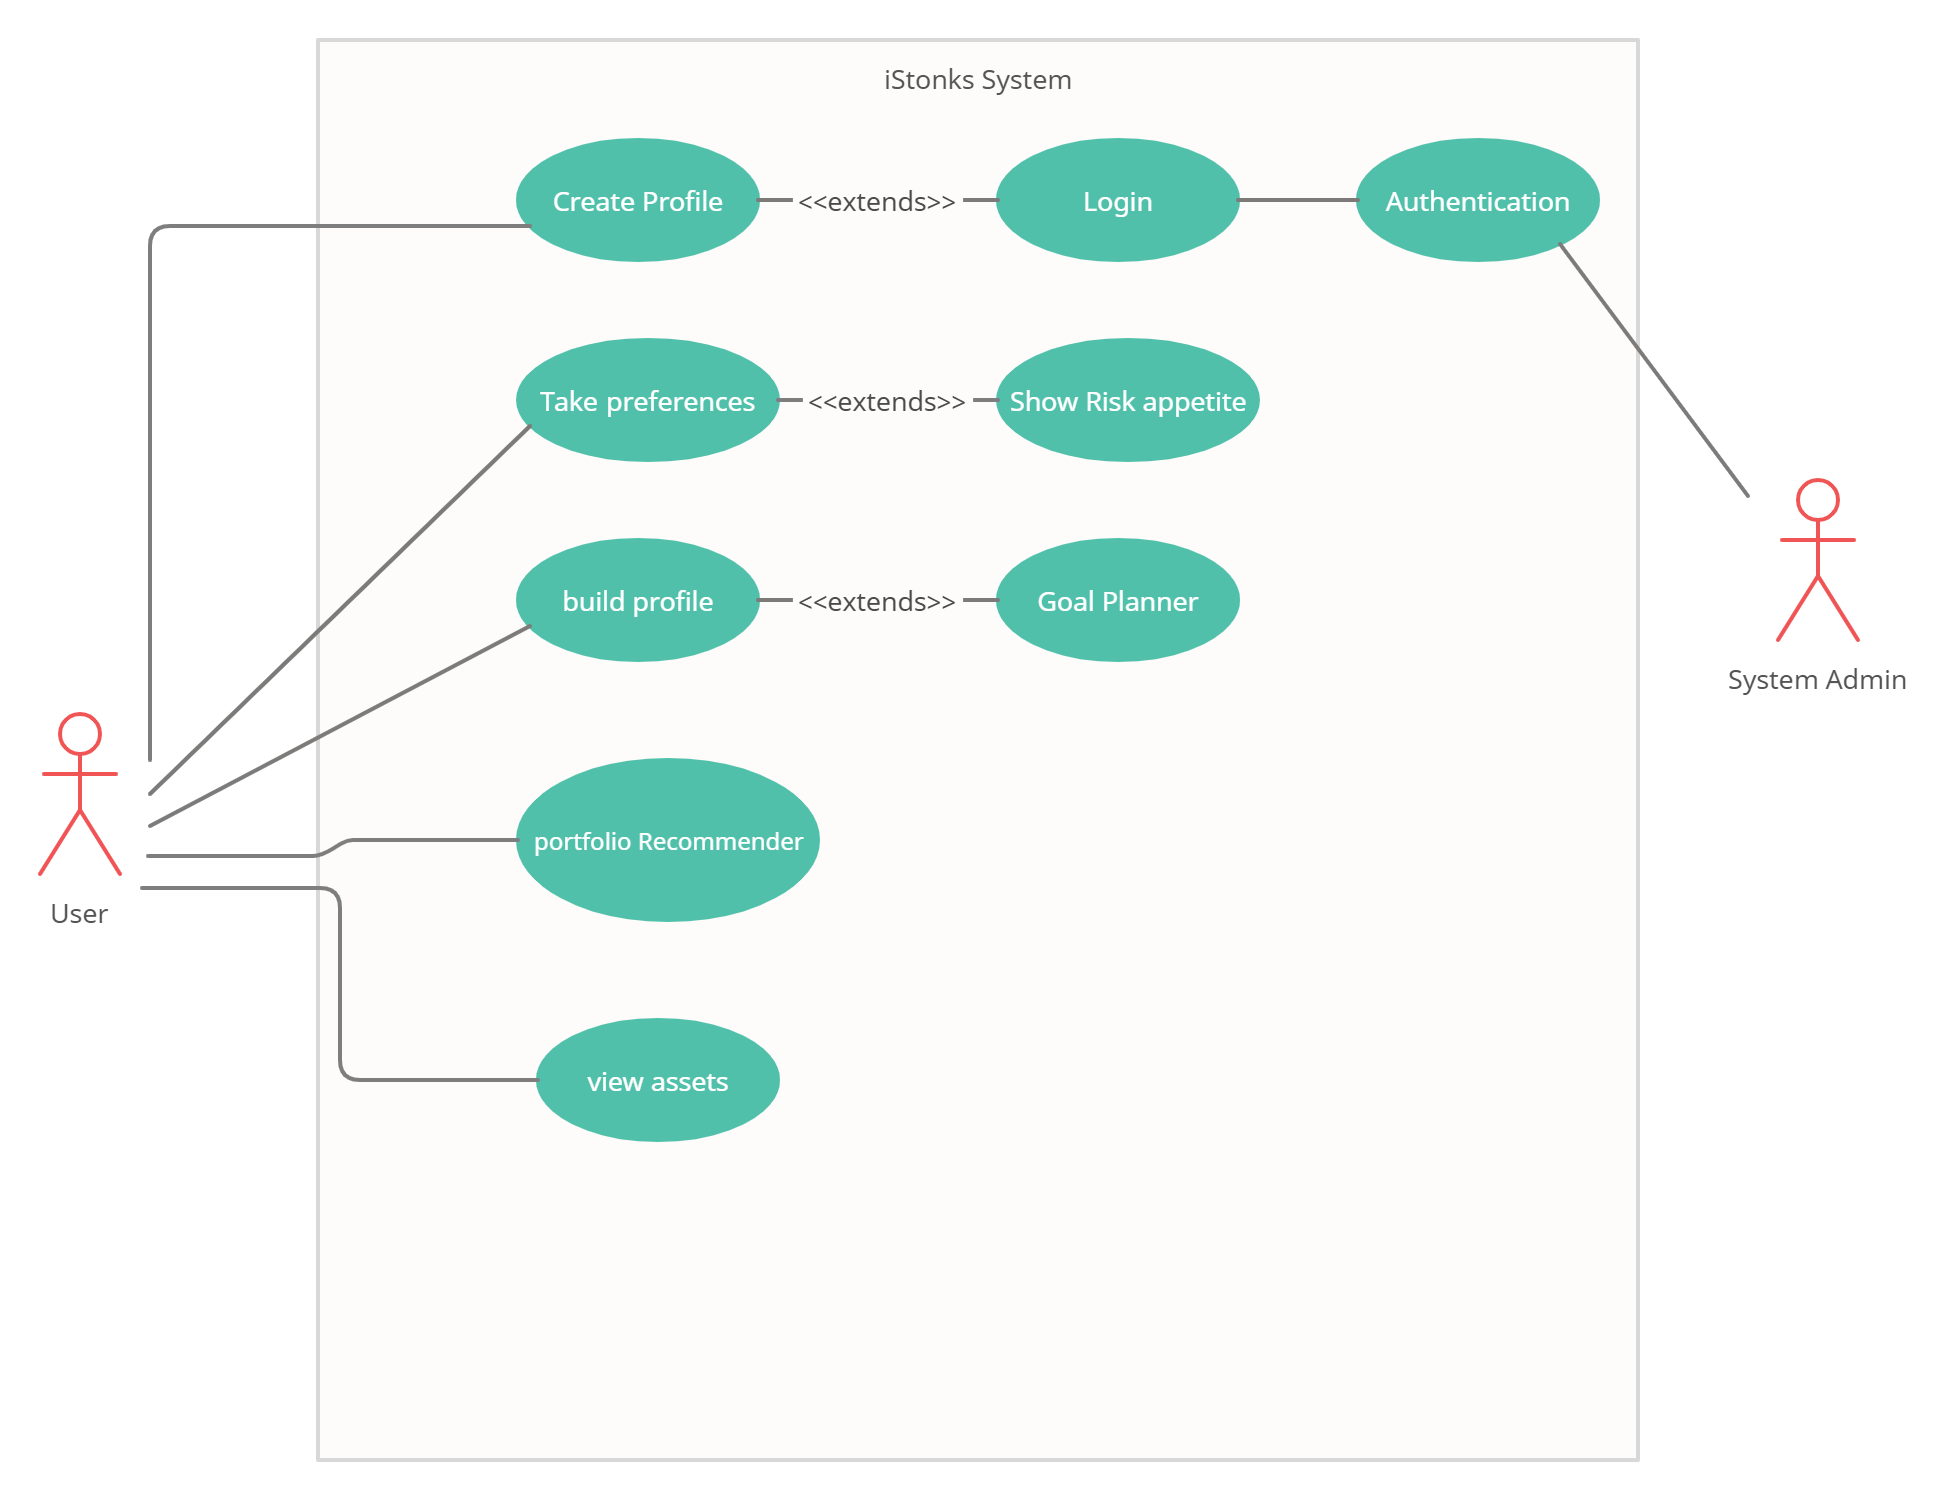 iStonks System
Create Profile <<extends>> Login Authentication
Take preferences <<extends>> Show Risk appetite
build profile <<extends>> Goal Planner
System Admin
portfolio Recommender
User
view assets